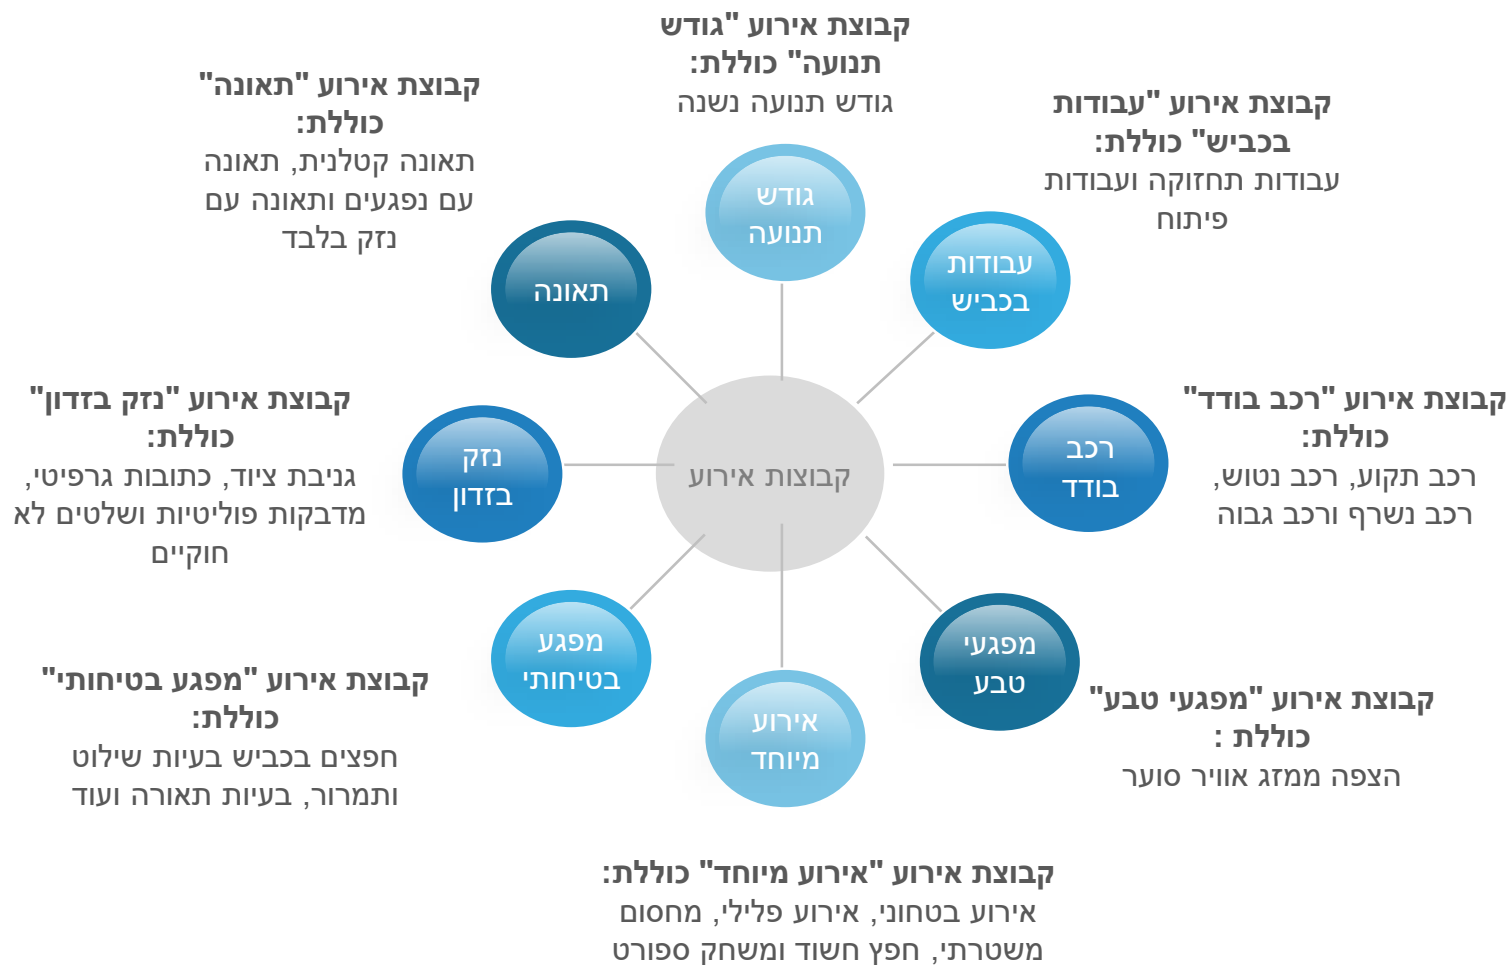 קבוצת אירוע "גודש
תנועה" כוללת:
גודש תנועה נשנה
קבוצת אירוע "עבודות
בכביש" כוללת:
עבודות תחזוקה ועבודות
פיתוח
קבוצת אירוע "תאונה"
כוללת:
תאונה קטלנית, תאונה
עם נפגעים ותאונה עם
נזק בלבד
גודש
תנועה
עבודות
בכביש
תאונה
קבוצת אירוע "רכב בודד"
כוללת:
רכב תקוע, רכב נטוש,
רכב נשרף ורכב גבוה
רכב
בודד
קבוצות אירוע
נזק
בזדון
קבוצת אירוע "נזק בזדון"
כוללת:
גניבת ציוד, כתובות גרפיטי,
מדבקות פוליטיות ושלטים לא
חוקיים
מפגעי
טבע
מפגע
בטיחותי
אירוע
מיוחד
קבוצת אירוע "מפגעי טבע"
כוללת :
הצפה ממזג אוויר סוער
קבוצת אירוע "מפגע בטיחותי"
כוללת:
חפצים בכביש בעיות שילוט
ותמרור, בעיות תאורה ועוד
קבוצת אירוע "אירוע מיוחד" כוללת:
אירוע בטחוני, אירוע פלילי, מחסום
משטרתי, חפץ חשוד ומשחק ספורט